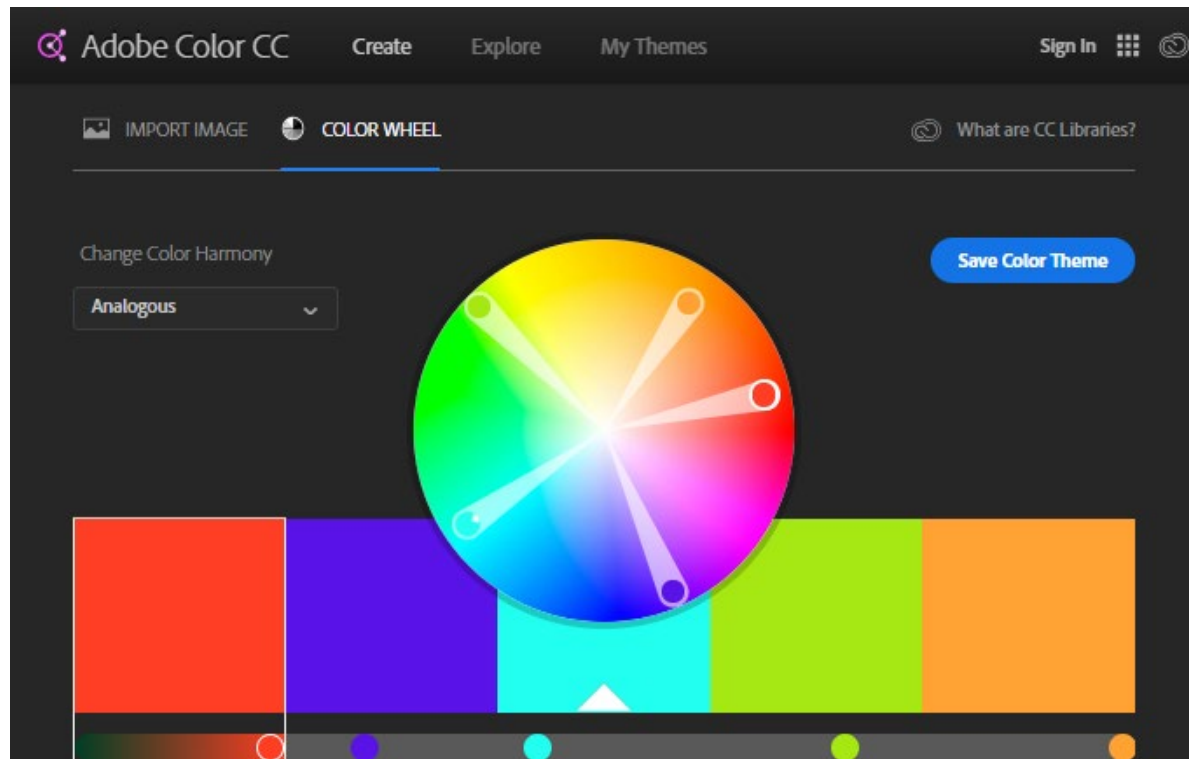 Adobe Color CC Create Explore My Themes Sign In
IMPORT IMAGE COLOR WHEEL What are CC Libraries?
Change Color Harmony
Save Color Theme
Analogous